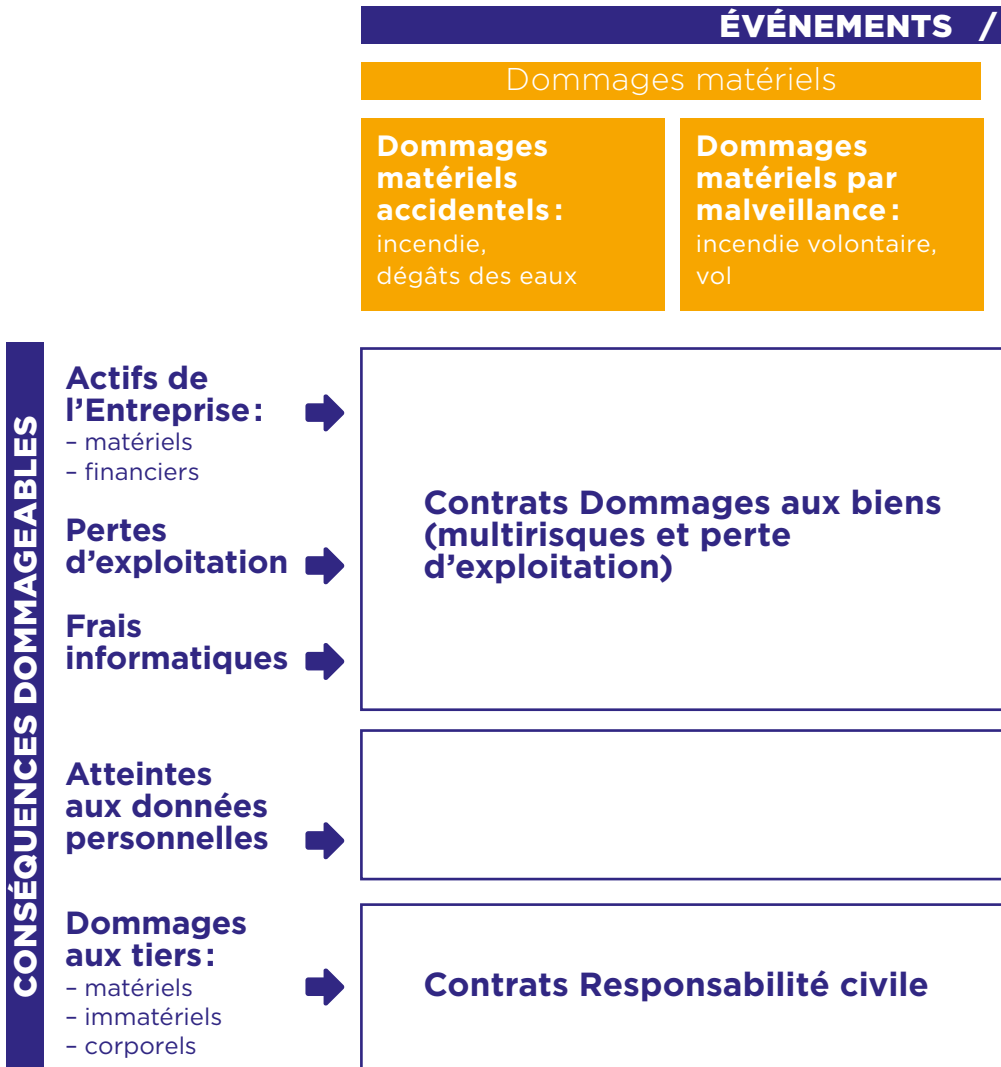 ÉVÉNEMENTS /
Dommages matériels
Dommages
matériels
accidentels :
incendie,
dégâts des eaux
Dommages
matériels par
malveillance :
incendie volontaire,
vol
CONSÉQUENCES DOMMAGEABLES
Actifs de
l’Entreprise :
– matériels
– financiers
Pertes
d’exploitation
Frais
informatiques
Contrats Dommages aux biens
(multirisques et perte
d’exploitation)
Atteintes
aux données
personnelles
Dommages
aux tiers :
– matériels
– immatériels
– corporels
Contrats Responsabilité civile